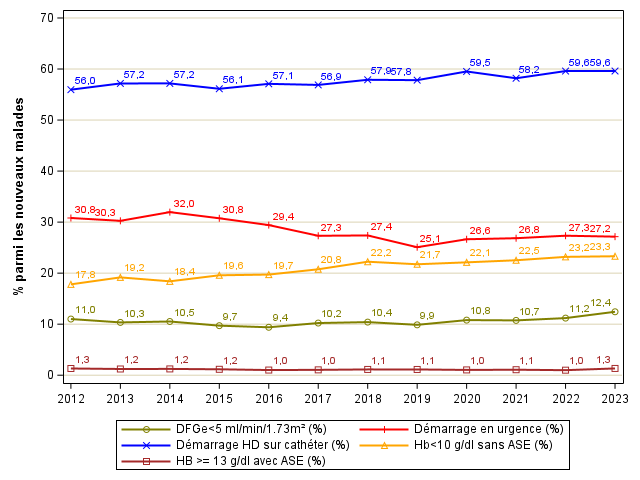 70
60
50
40
30
20
10
0
% parmi les nouveaux malades
56,0 57,2 57,2 56,1 57,1 56,9 57,9 57,8 59,5 58,2 59,6 59,6
30,8 30,3 32,0 30,8 29,4 27,3 27,4 25,1 26,6 26,8 27,3 27,2
17,8 19,2 18,4 19,6 19,7 20,8 22,2 21,7 22,1 22,5 23,2 23,3
11,0 10,3 10,5 9,7 9,4 10,2 10,4 9,9 10,8 10,7 11,2 12,4
1,3 1,2 1,2 1,2 1,0 1,0 1,1 1,1 1,0 1,1 1,0 1,3
2012 2013 2014 2015 2016 2017 2018 2019 2020 2021 2022 2023
DFGe<5 ml/min/1.73m² (%) Démarrage en urgence (%)
Démarrage HD sur cathéter (%) Hb<10 g/dl sans ASE (%)
HB >= 13 g/dl avec ASE (%)